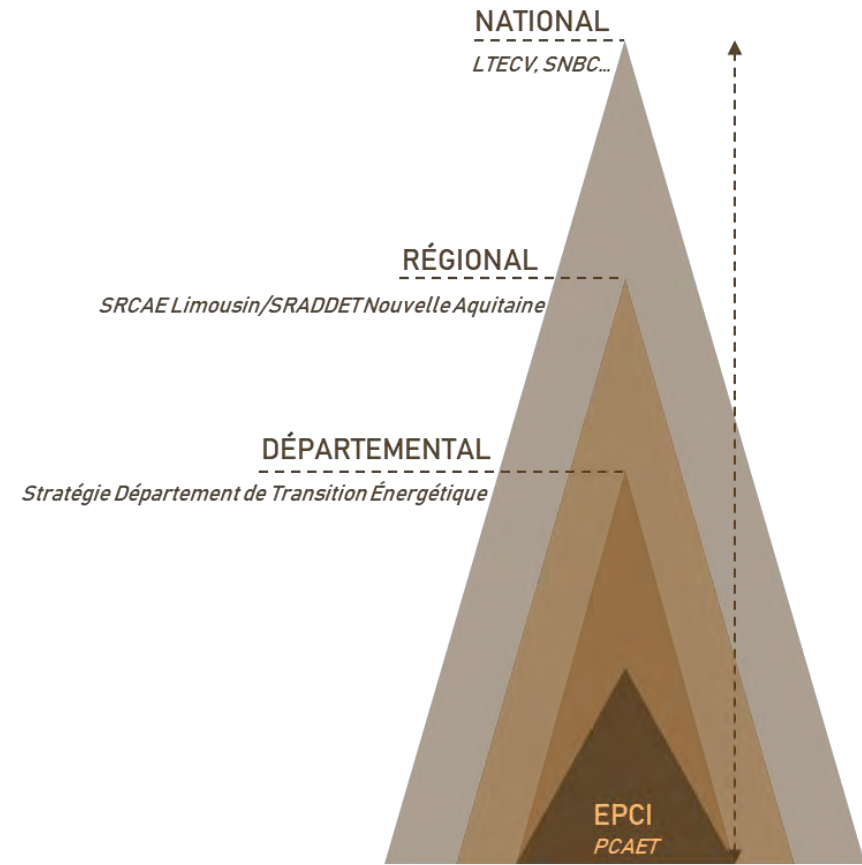 NATIONAL
LTECV, SNBC...
RÉGIONAL
SRCAE Limousin/SRADDET Nouvelle Aquitaine
DÉPARTEMENTAL
Stratégie Département de Transition Énergétique
EPCI
PCAET